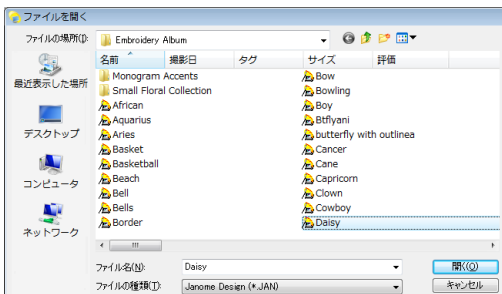 ファイルを開く
ファイルの場所(I):
Embroidery Album
名前 撮影日 タグ サイズ 評価
最近表示した場所
デスクトップ
コンピュータ
ネットワーク
Monogram Accents
Small Floral Collection
African
Aquarius
Aries
Basket
Basketball
Beach
Bell
Bells
Border
Bow
Bowling
Boy
Btflyani
butterfly with outlinea
Cancer
Cane
Capricorn
Clown
Cowboy
Daisy
ファイル名(N): Daisy 開く(O)
ファイルの種類(T): Janome Design (*.JAN) キャンセル